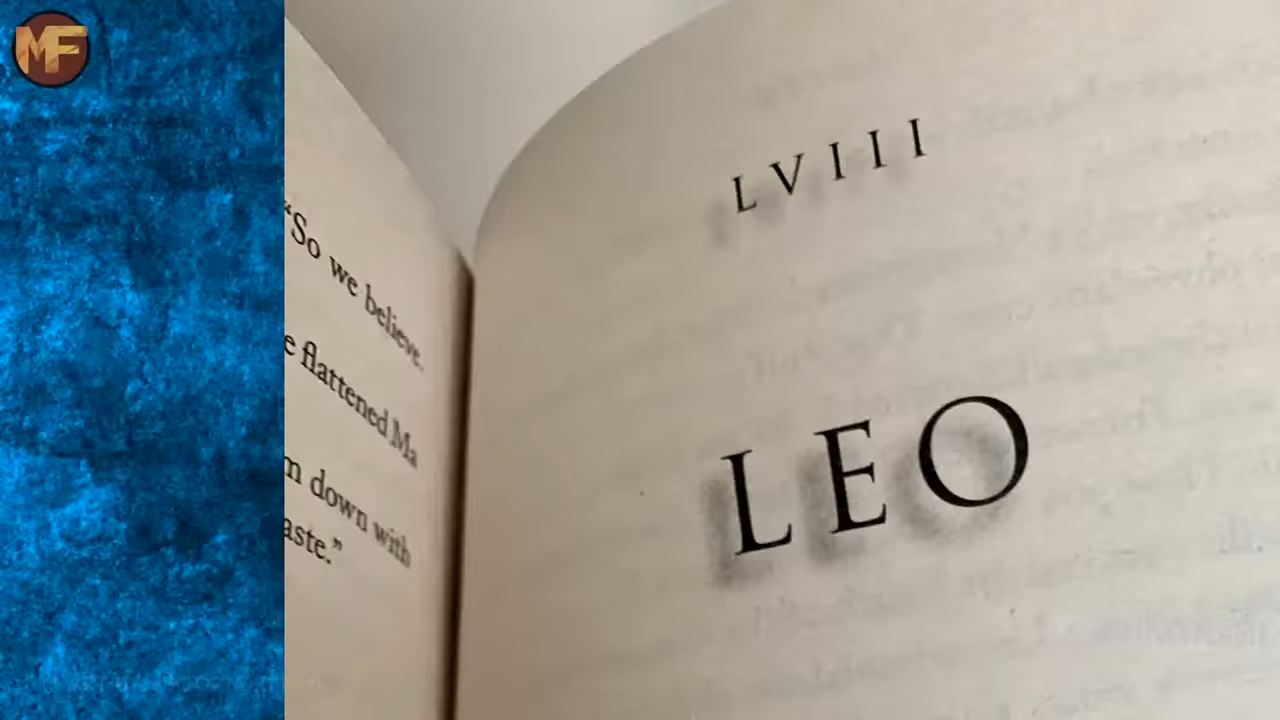 MF
“So we believe.
e flattened Ma
m down with
aste.”
LVIII
LEO